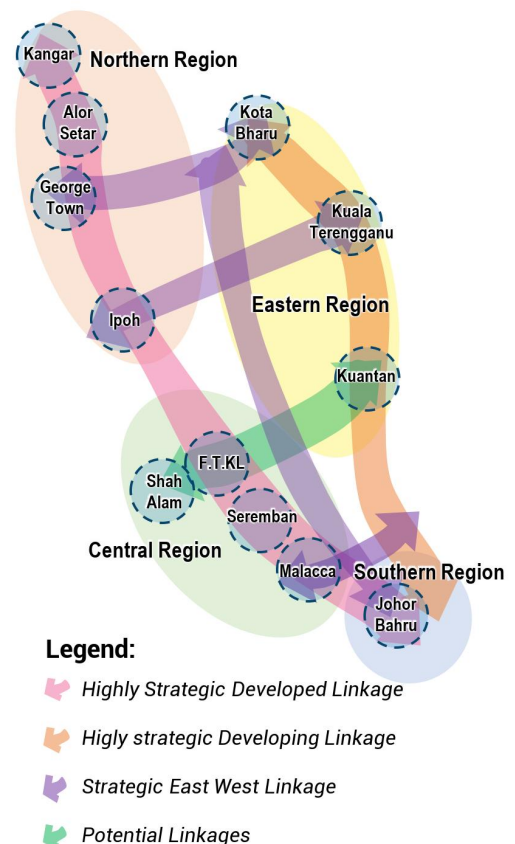 Kangar
Northern Region
Alor
Setar
Kota
Bharu
George
Town
Kuala
Terengganu
Eastern Region
Ipoh
Kuantan
F.T.KL
Shah
Alam
Seremban
Central Region
Malacca
Southern Region
Johor
Bahru
Legend:
Highly Strategic Developed Linkage
Higly strategic Developing Linkage
Strategic East West Linkage
Potential Linkages